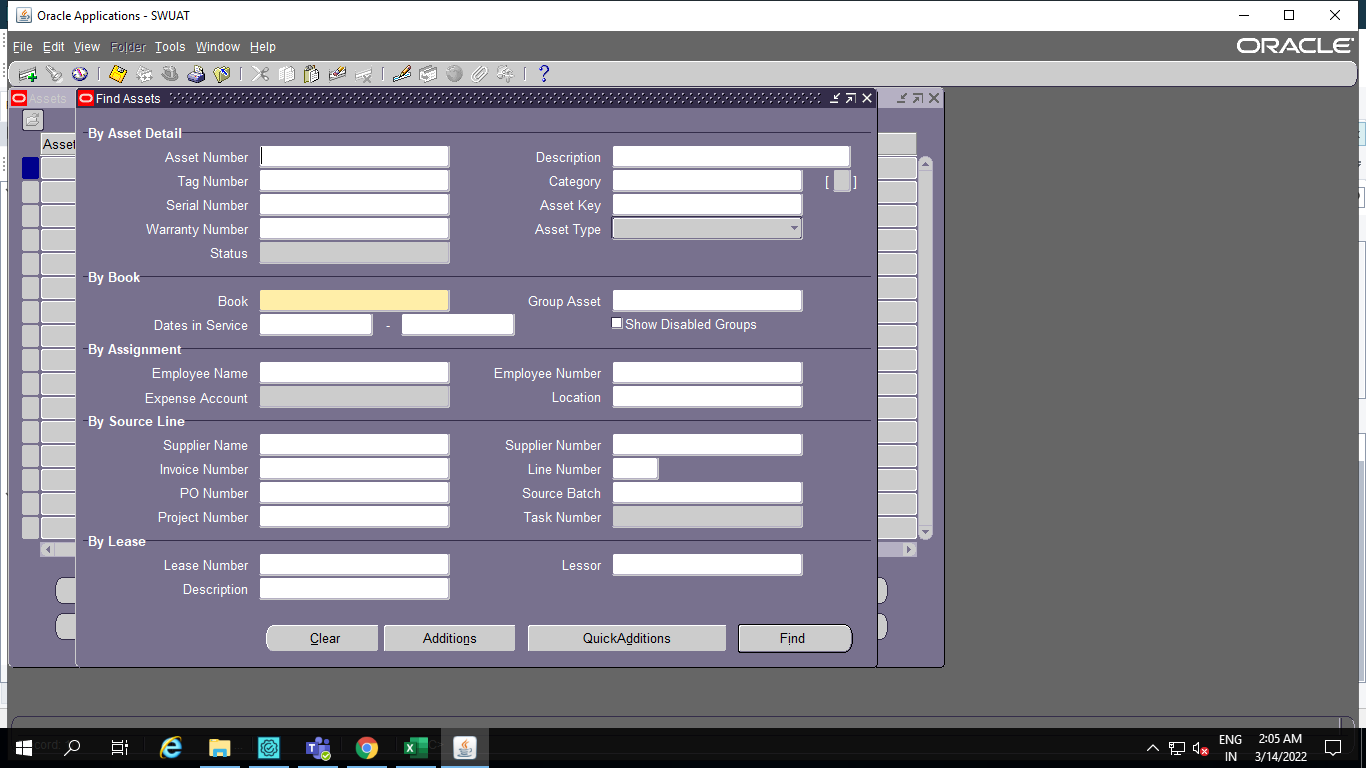 Oracle Applications - SWUAT
File Edit View Folder Tools Window Help
ORACLE
Assets
Find Assets
By Asset Detail
Asset
Asset Number
Description
Tag Number
Category
[ ]
Serial Number
Asset Key
Warranty Number
Asset Type
Status
By Book
Book
Group Asset
Dates in Service
-
Show Disabled Groups
By Assignment
Employee Name
Employee Number
Expense Account
Location
By Source Line
Supplier Name
Supplier Number
Invoice Number
Line Number
PO Number
Source Batch
Project Number
Task Number
By Lease
Lease Number
Lessor
Description
Clear
Additions
QuickAdditions
Find
ENG
IN
2:05 AM
3/14/2022